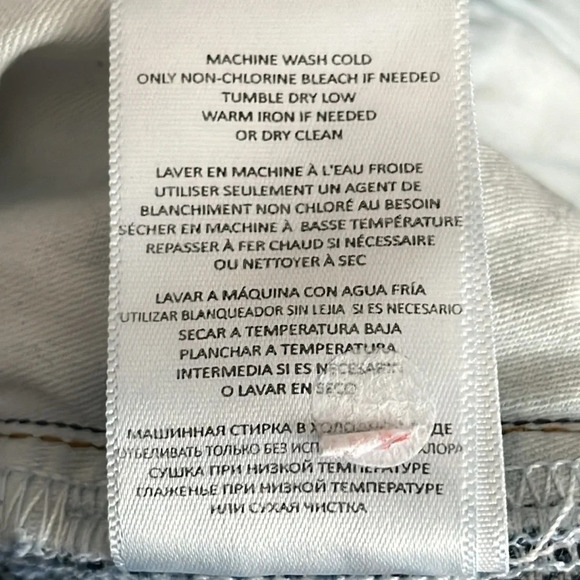 MACHINE WASH COLD
ONLY NON-CHLORINE BLEACH IF NEEDED
TUMBLE DRY LOW
WARM IRON IF NEEDED
OR DRY CLEAN
LAVER EN MACHINE À L'EAU FROIDE
UTILISER SEULEMENT UN AGENT DE
BLANCHIMENT NON CHLORÉ AU BESOIN
SÉCHER EN MACHINE À BASSE TEMPÉRATURE
REPASSER À FER CHAUD SI NÉCESSAIRE
OU NETTOYER À SEC
LAVAR A MÁQUINA CON AGUA FRÍA
UTILIZAR BLANQUEADOR SIN LEJIA SI ES NECESARIO
SECAR A TEMPERATURA BAJA
PLANCHAR A TEMPERATURA
INTERMEDIA SI ES NECESARIO
O LAVAR EN SECO
МАШИННАЯ СТИРКА В
ОТБЕЛИВАТЬ ТОЛЬКО БЕЗ
СУШКА ПРИ НИЗКОЙ ТЕМПЕРАТУРЕ
ГЛАЖЕНЬЕ ПРИ НИЗКОЙ ТЕМПЕРАТУРЕ
ИЛИ СУХАЯ ЧИСТКА